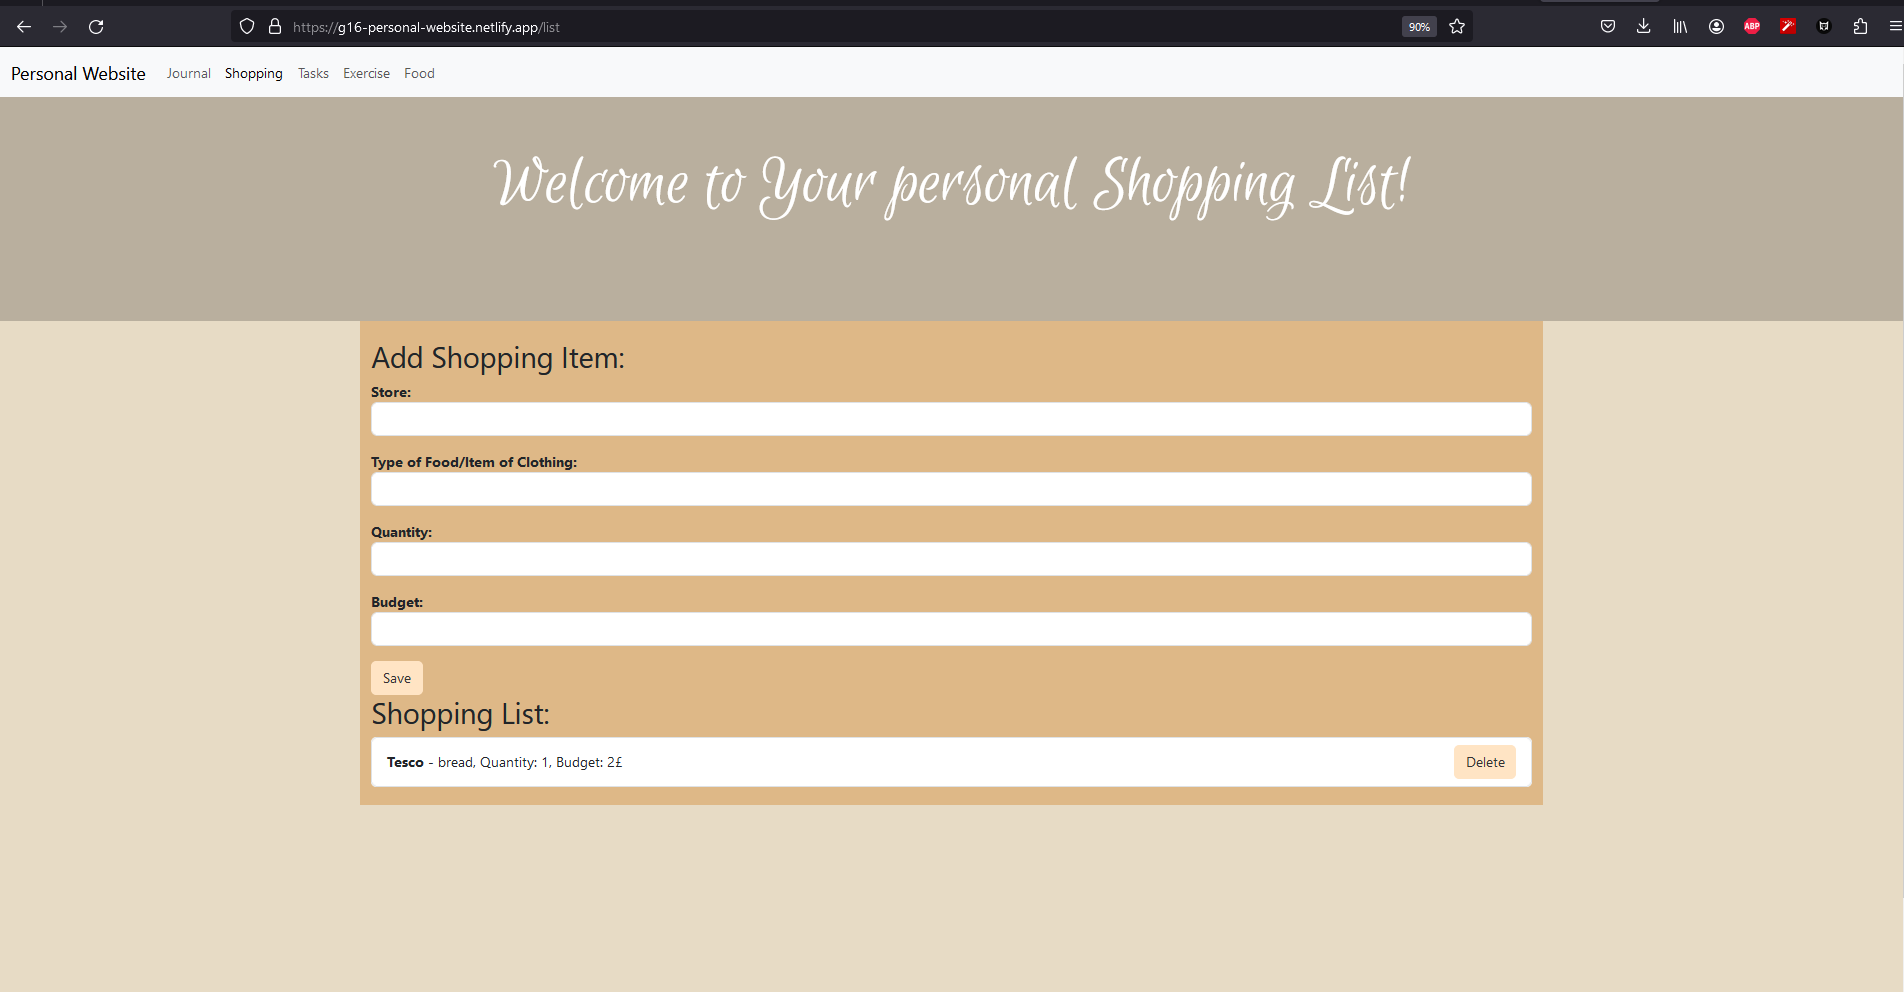 https://g16-personal-website.netlify.app/list 90% ABP
Personal Website Journal Shopping Tasks Exercise Food
Welcome to Your personal Shopping List!
Add Shopping Item:
Store:
Type of Food/Item of Clothing:
Quantity:
Budget:
Save
Shopping List:
Tesco - bread, Quantity: 1, Budget: 2£ Delete